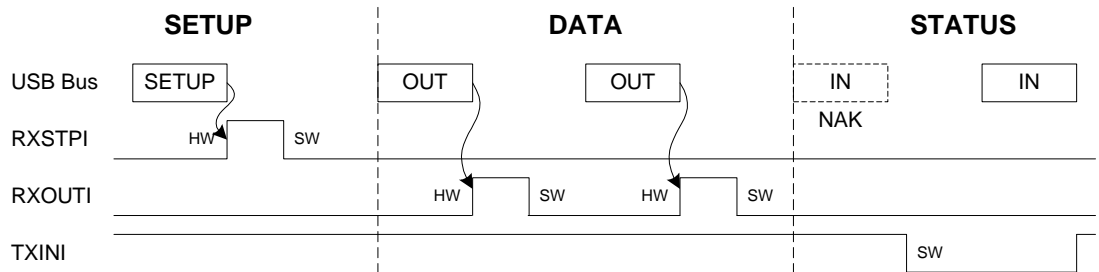 SETUP DATA STATUS
USB Bus SETUP OUT OUT IN IN
NAK
RXSTPI HW SW
RXOUTI HW SW HW SW
TXINI SW